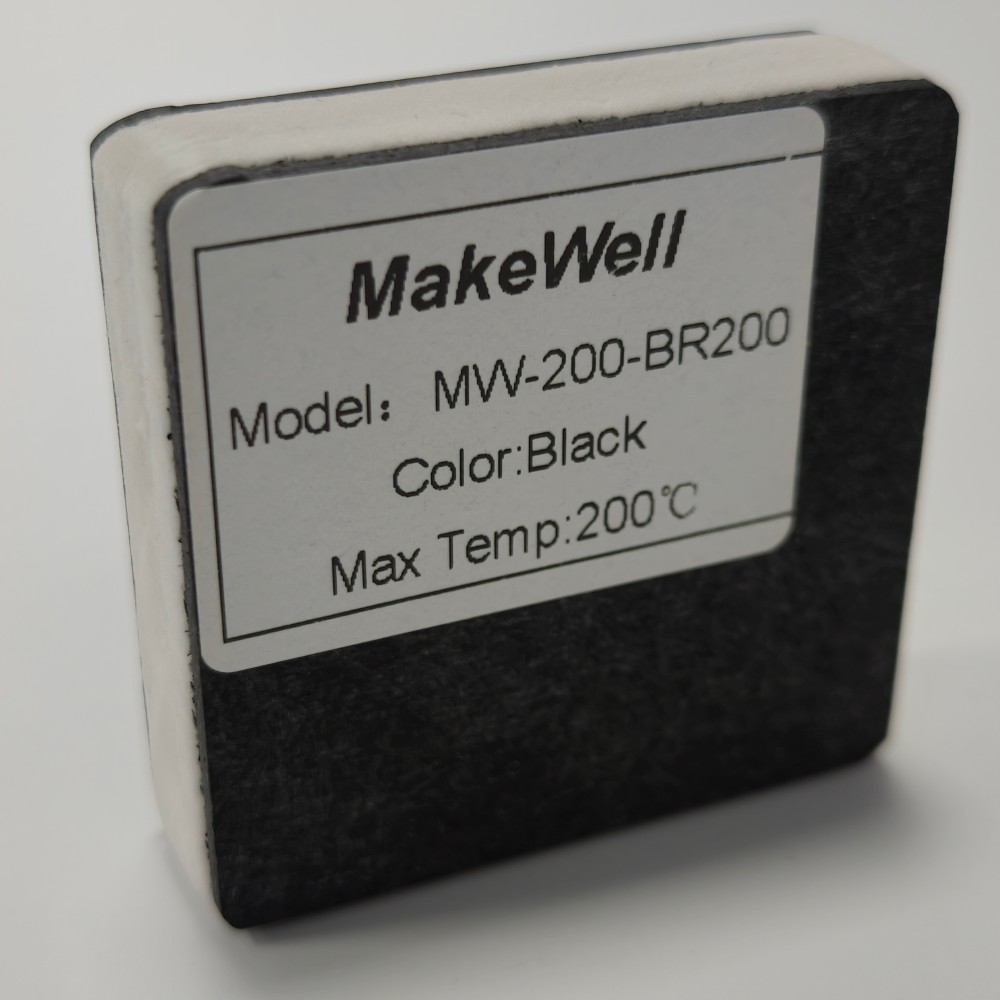 MakeWell
Model： MW-200-BR200
Color:Black
Max Temp:200℃